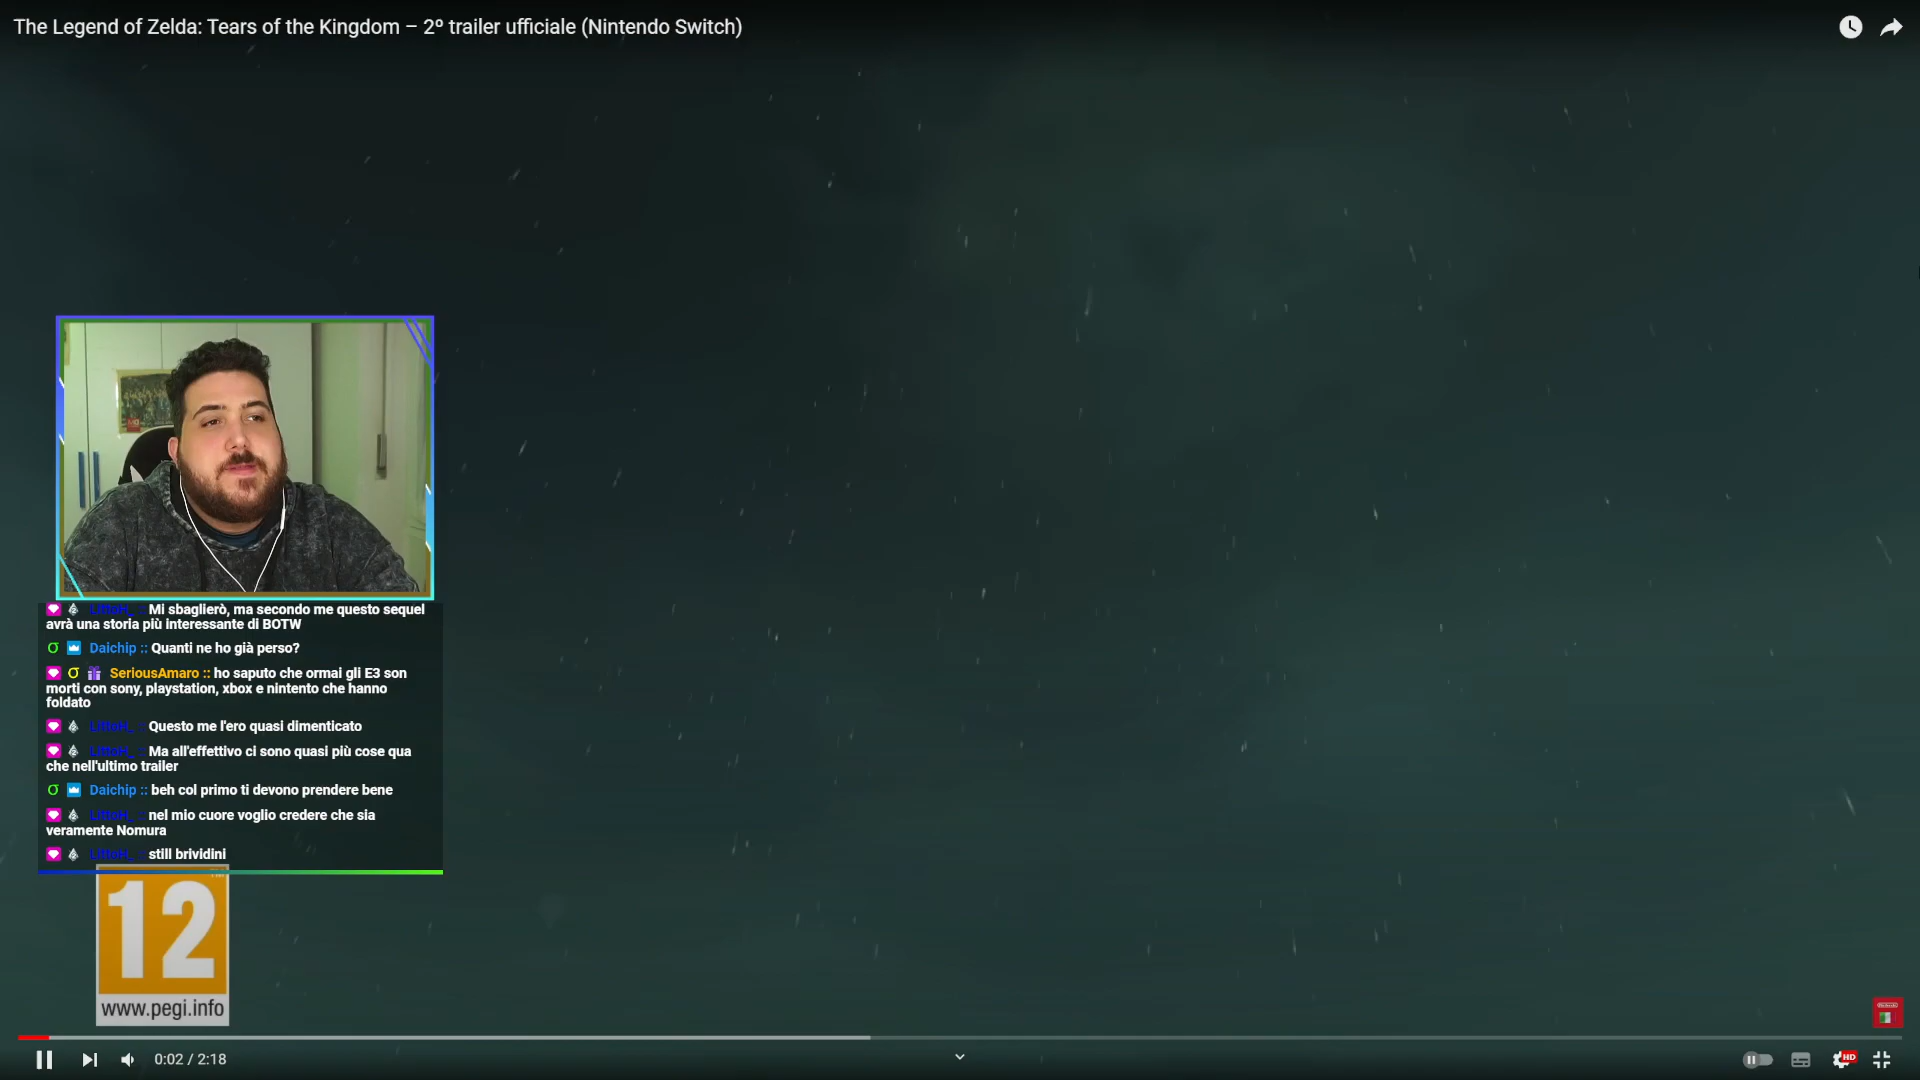 The Legend of Zelda: Tears of the Kingdom – 2º trailer ufficiale (Nintendo Switch)
LittoH_ : Mi sbaglierò, ma secondo me questo sequel
avrà una storia più interessante di BOTW
Daichip :: Quanti ne ho già perso?
SeriousAmaro :: ho saputo che ormai gli E3 son
morti con sony, playstation, xbox e nintento che hanno
foldato
Questo me l'ero quasi dimenticato
Ma all'effettivo ci sono quasi più cose qua
che nell'ultimo trailer
Daichip :: beh col primo ti devono prendere bene
nel mio cuore voglio credere che sia
veramente Nomura
still brividini
12
www.pegi.info
0:02 / 2:18
HD